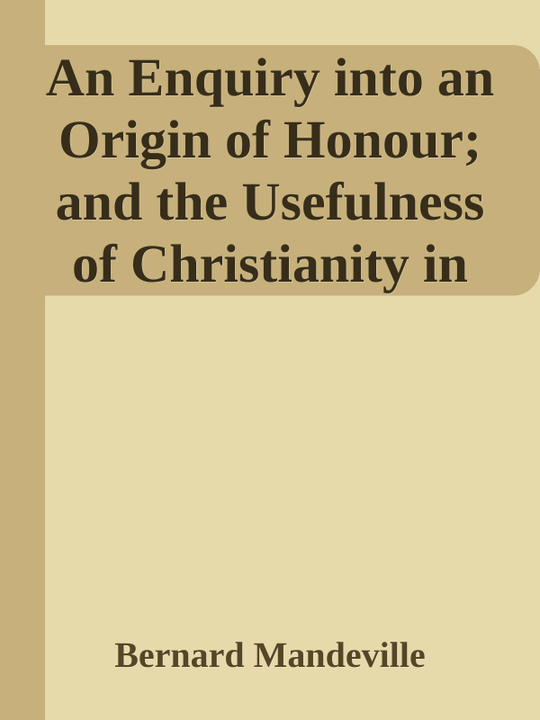 An Enquiry into an
Origin of Honour;
and the Usefulness
of Christianity in
Bernard Mandeville